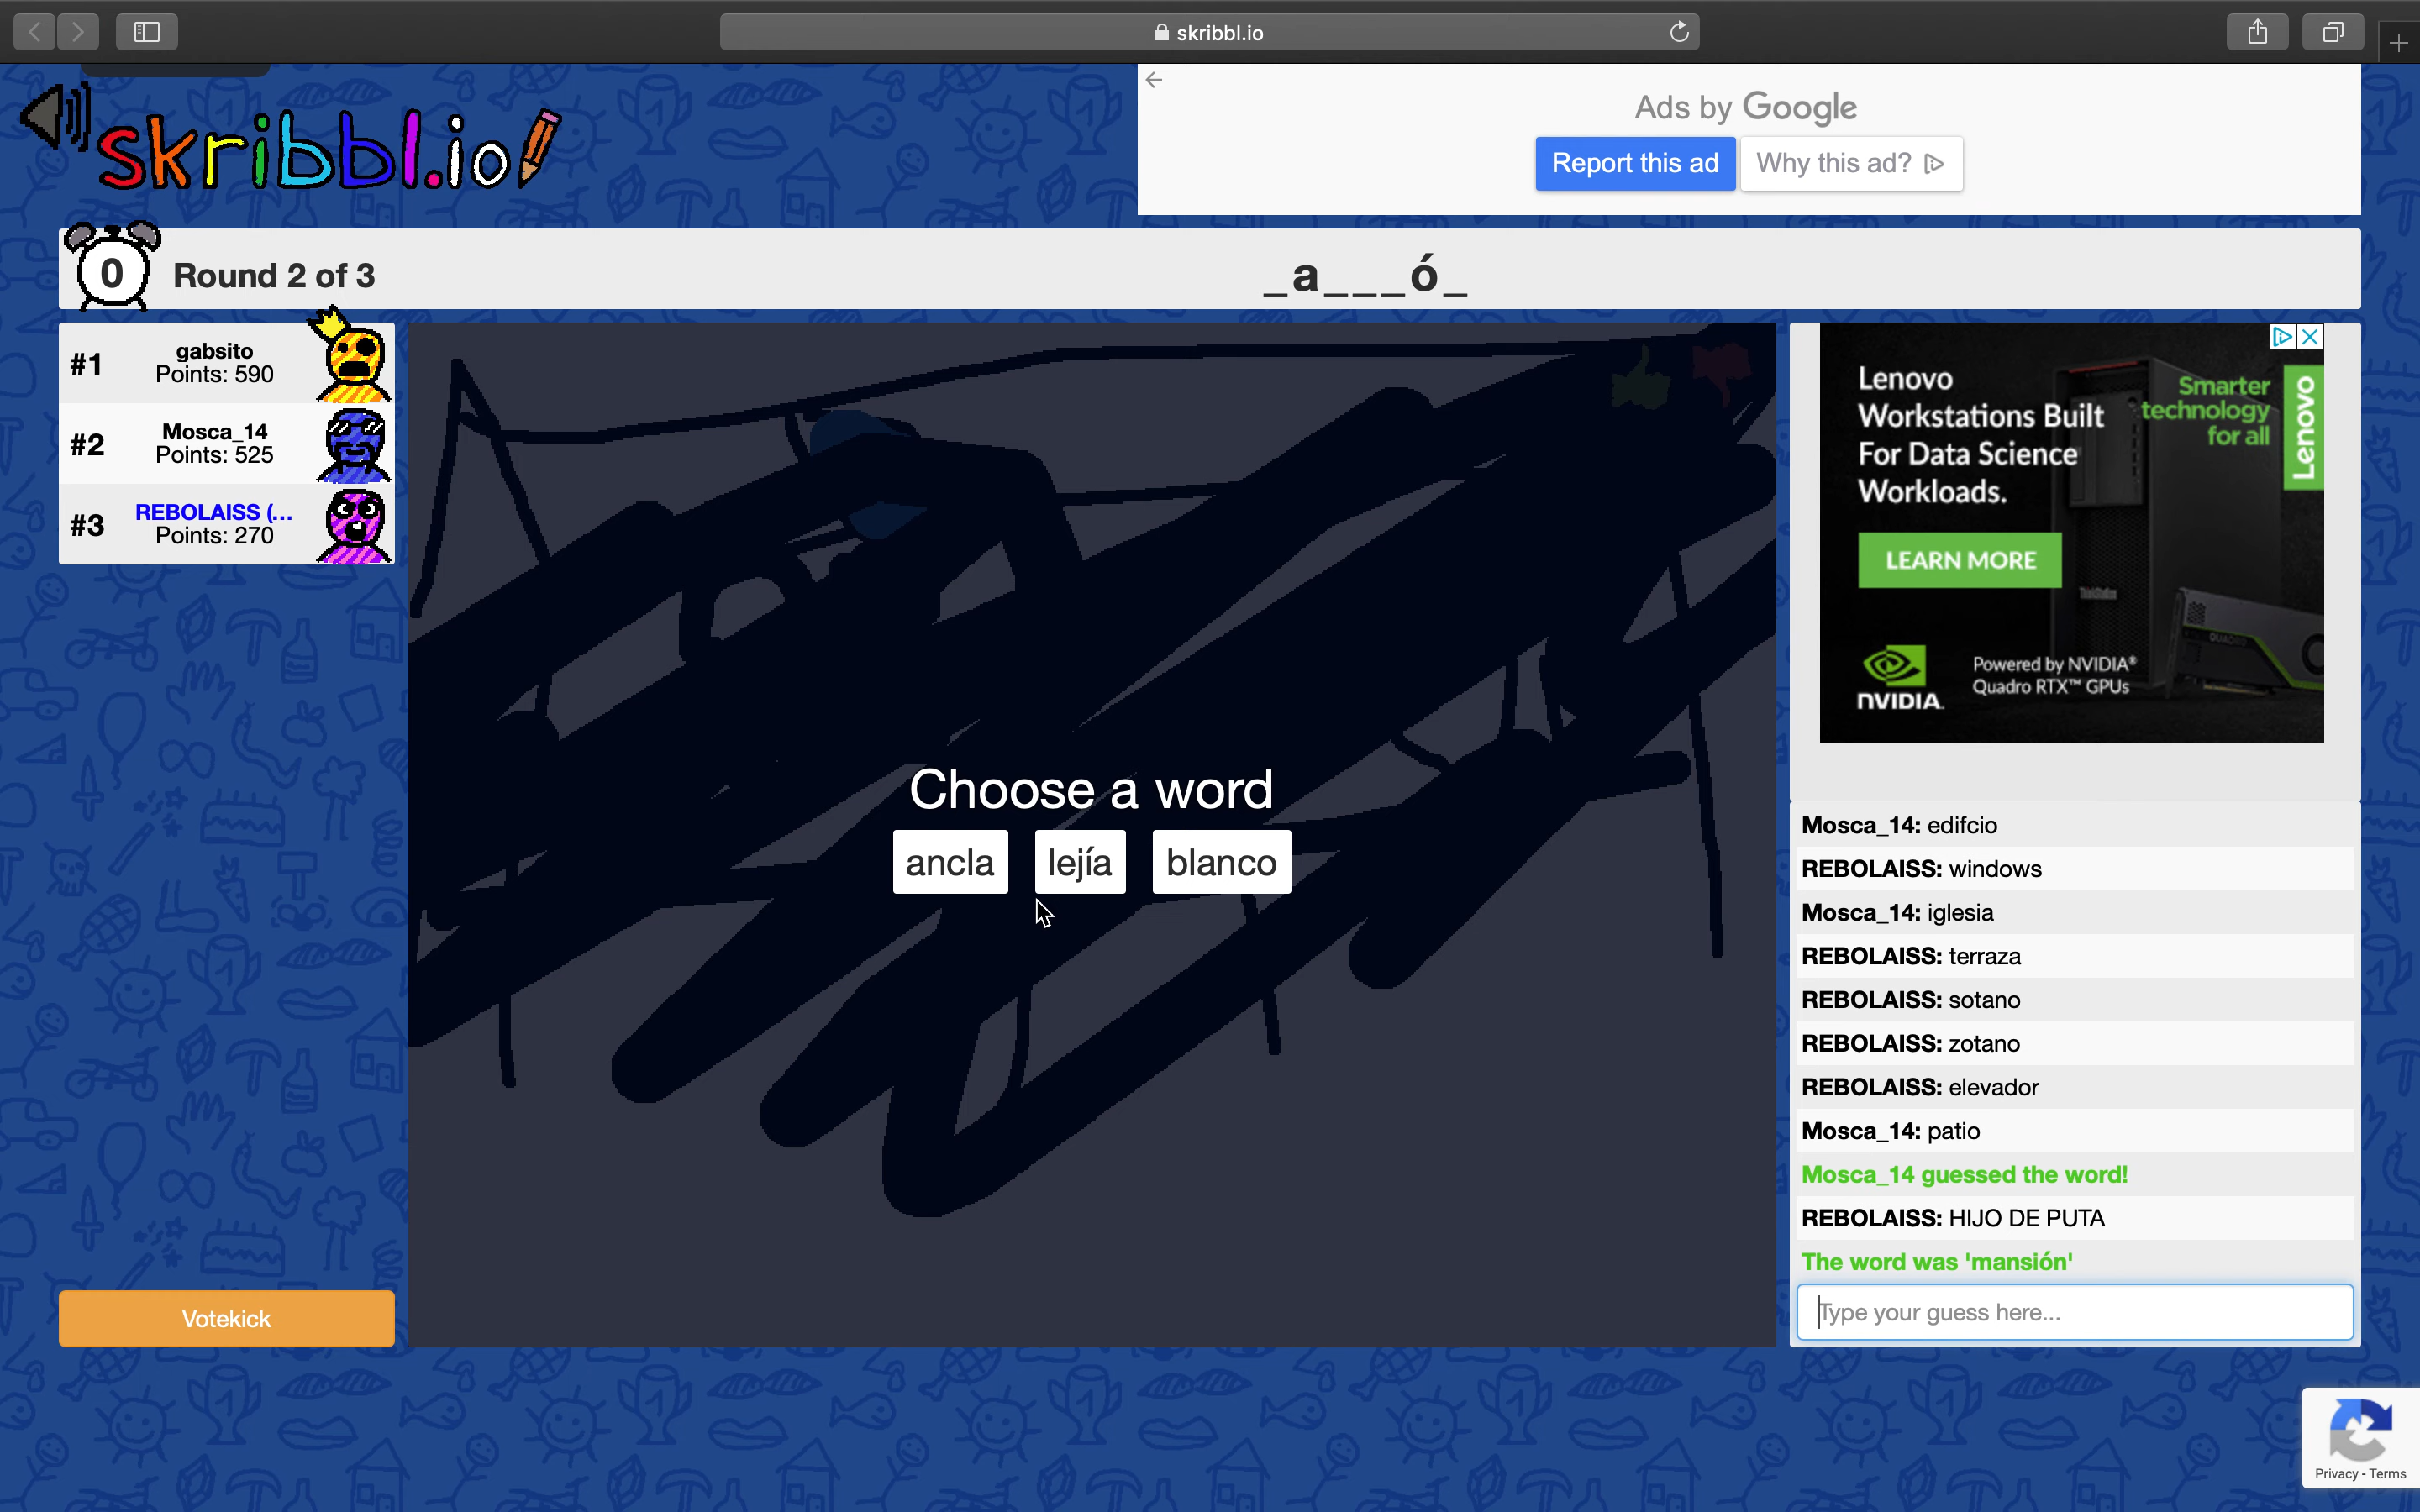 skribbl.io
skribbl.io
Ads by Google
Report this ad
Why this ad?
0
Round 2 of 3
_a___ó_
#1
gabsito
Points: 590
#2
Mosca_14
Points: 525
#3
REBOLAISS (...
Points: 270
Votekick
Choose a word
ancla
lejía
blanco
Lenovo
Workstations Built
For Data Science
Workloads.
LEARN MORE
Smarter
technology
for all
Lenovo
NVIDIA.
Powered by NVIDIA®
Quadro RTX™ GPUs
Mosca_14: edifcio
REBOLAISS: windows
Mosca_14: iglesia
REBOLAISS: terraza
REBOLAISS: sotano
REBOLAISS: zotano
REBOLAISS: elevador
Mosca_14: patio
Mosca_14 guessed the word!
REBOLAISS: HIJO DE PUTA
The word was 'mansión'
Type your guess here...
Privacy - Terms